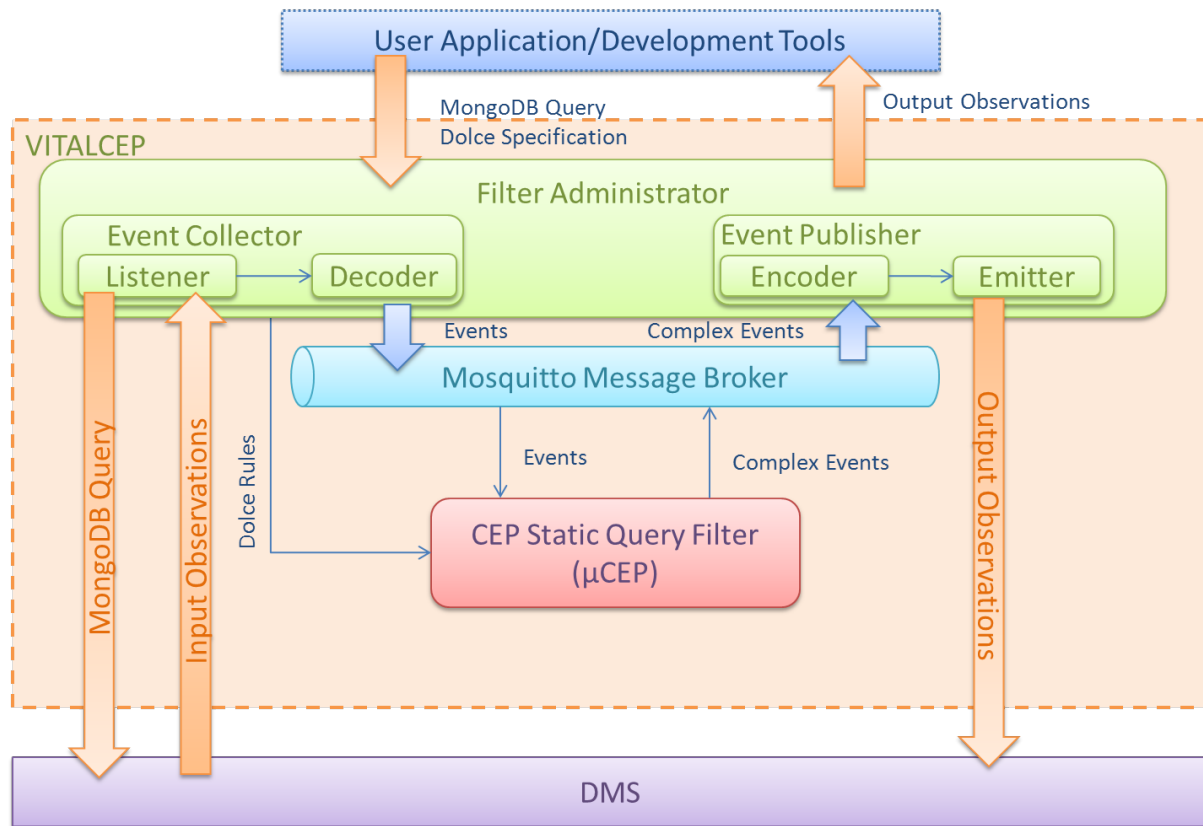 User Application/Development Tools
MongoDB Query
Dolce Specification
Output Observations
VITALCEP
Filter Administrator
Event Collector
Listener
Decoder
Event Publisher
Encoder
Emitter
Events
Complex Events
Mosquitto Message Broker
MongoDB Query
Input Observations
Dolce Rules
Events
Complex Events
Output Observations
CEP Static Query Filter
(μCEP)
DMS